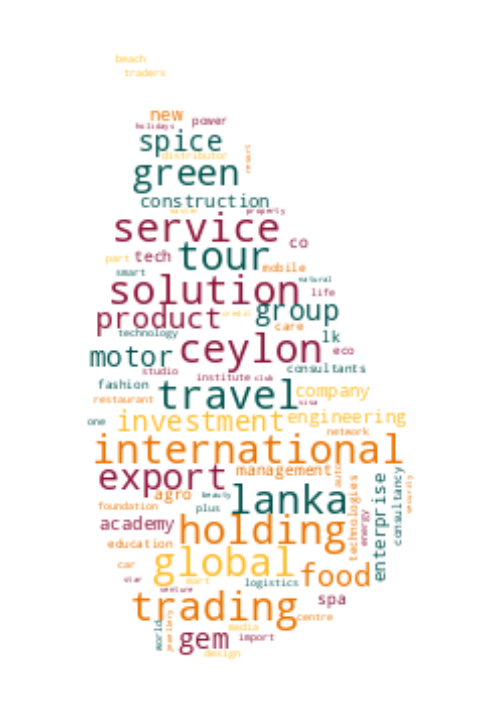 beach
traders
new
holidays power
spice
distributor resort
green
construction
water property
service
co
part tech tour
mobile
smart natural
solution life
group
product credit
care
technology lk
motor ceylon eco
consultants
studio institute club
fashion travel company
restaurant visa
one investment engineering
network
international
export management auto
agro beauty lanka
foundation plus
technologies enterprise consultancy security
academy holding energy
education
car global food
star mart logistics
venture spa
trading centre
world jewellery media
gem import
design